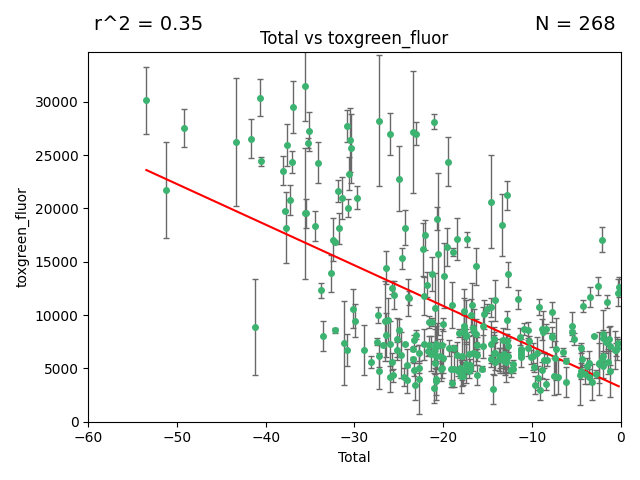 r^2 = 0.35
N = 268
Total vs toxgreen_fluor
toxgreen_fluor
30000
25000
20000
15000
10000
5000
0
−60
−50
−40
−30
−20
−10
0
Total